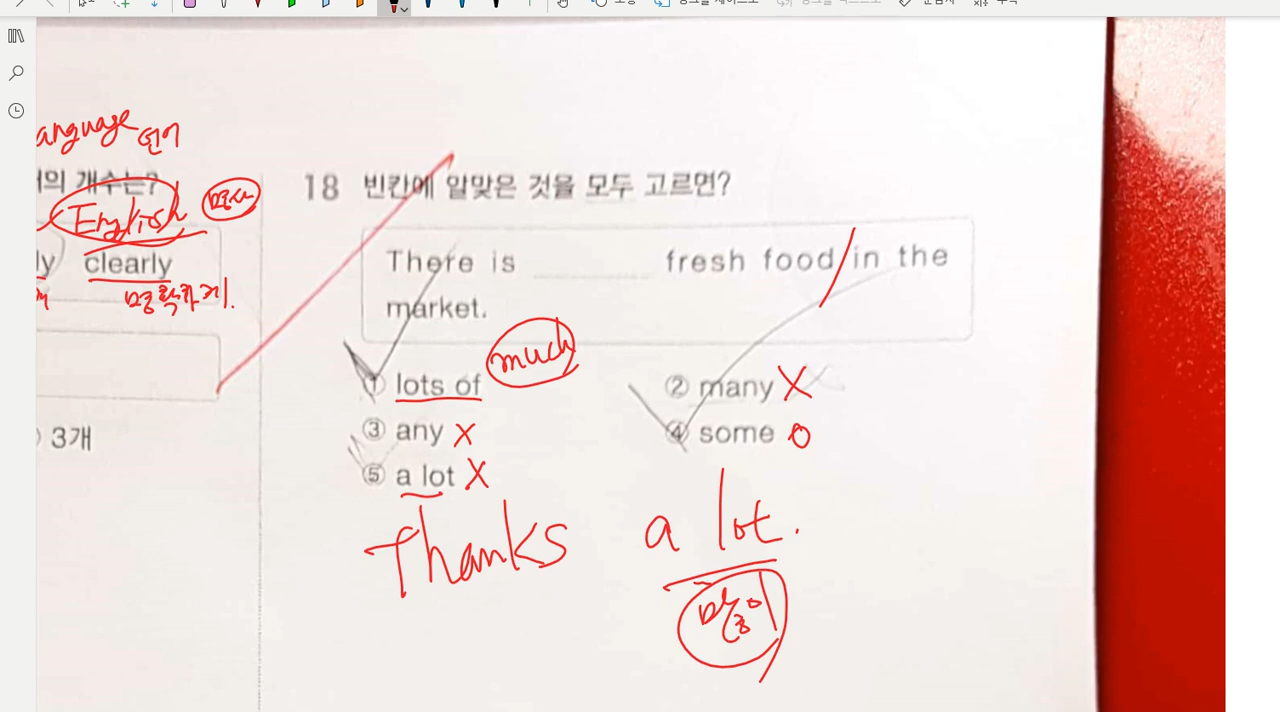 anguage 언어
의 개수는?
English 명사
ly clearly
명확하게.
3개
18 빈칸에 알맞은 것을 모두 고르면?
There is ______ fresh food / in the
market.
much
① lots of ② many X
③ any X ④ some O
⑤ a lot X
Thanks a lot.
많이